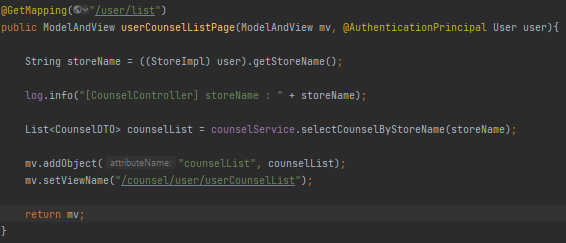 @GetMapping("/user/list")
public ModelAndView userCounselListPage(ModelAndView mv, @AuthenticationPrincipal User user){
String storeName = ((StoreImpl) user).getStoreName();
log.info("[CounselController] storeName : " + storeName);
List<CounselDTO> counselList = counselService.selectCounselByStoreName(storeName);
mv.addObject( attributeName: "counselList", counselList);
mv.setViewName("/counsel/user/userCounselList");
return mv;
}